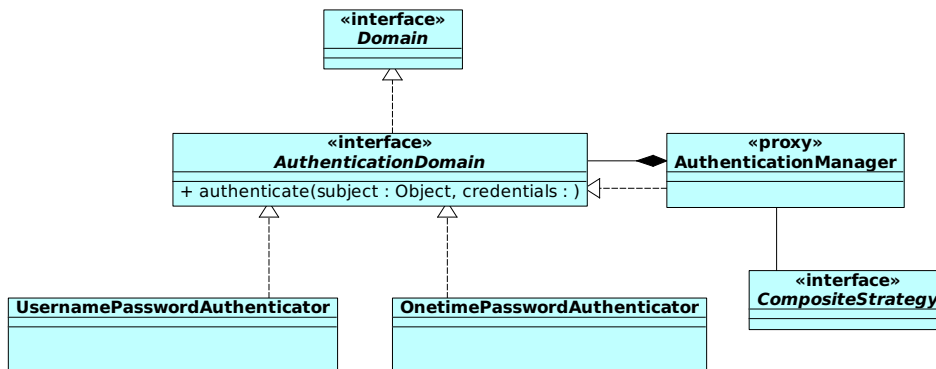 «interface»
Domain
«interface»
AuthenticationDomain
+ authenticate(subject : Object, credentials : )
«proxy»
AuthenticationManager
«interface»
CompositeStrategy
UsernamePasswordAuthenticator
OnetimePasswordAuthenticator